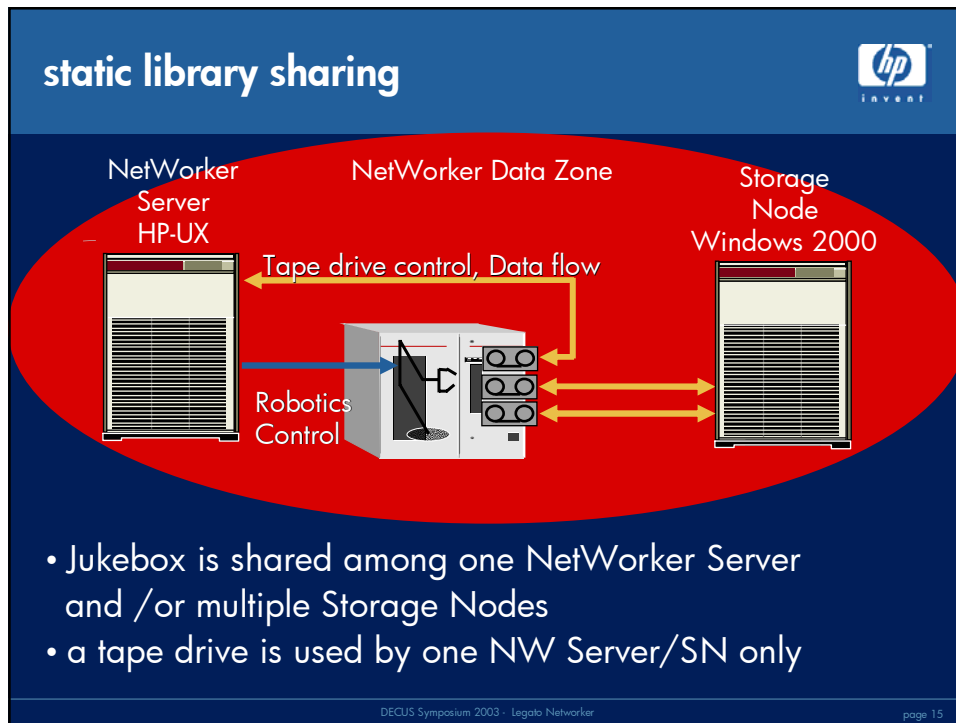 static library sharing
hp
invent
NetWorker
Server
HP-UX
NetWorker Data Zone
Storage
Node
Windows 2000
Tape drive control, Data flow
Robotics
Control
• Jukebox is shared among one NetWorker Server
and /or multiple Storage Nodes
• a tape drive is used by one NW Server/SN only
DECUS Symposium 2003 - Legato Networker
page 15